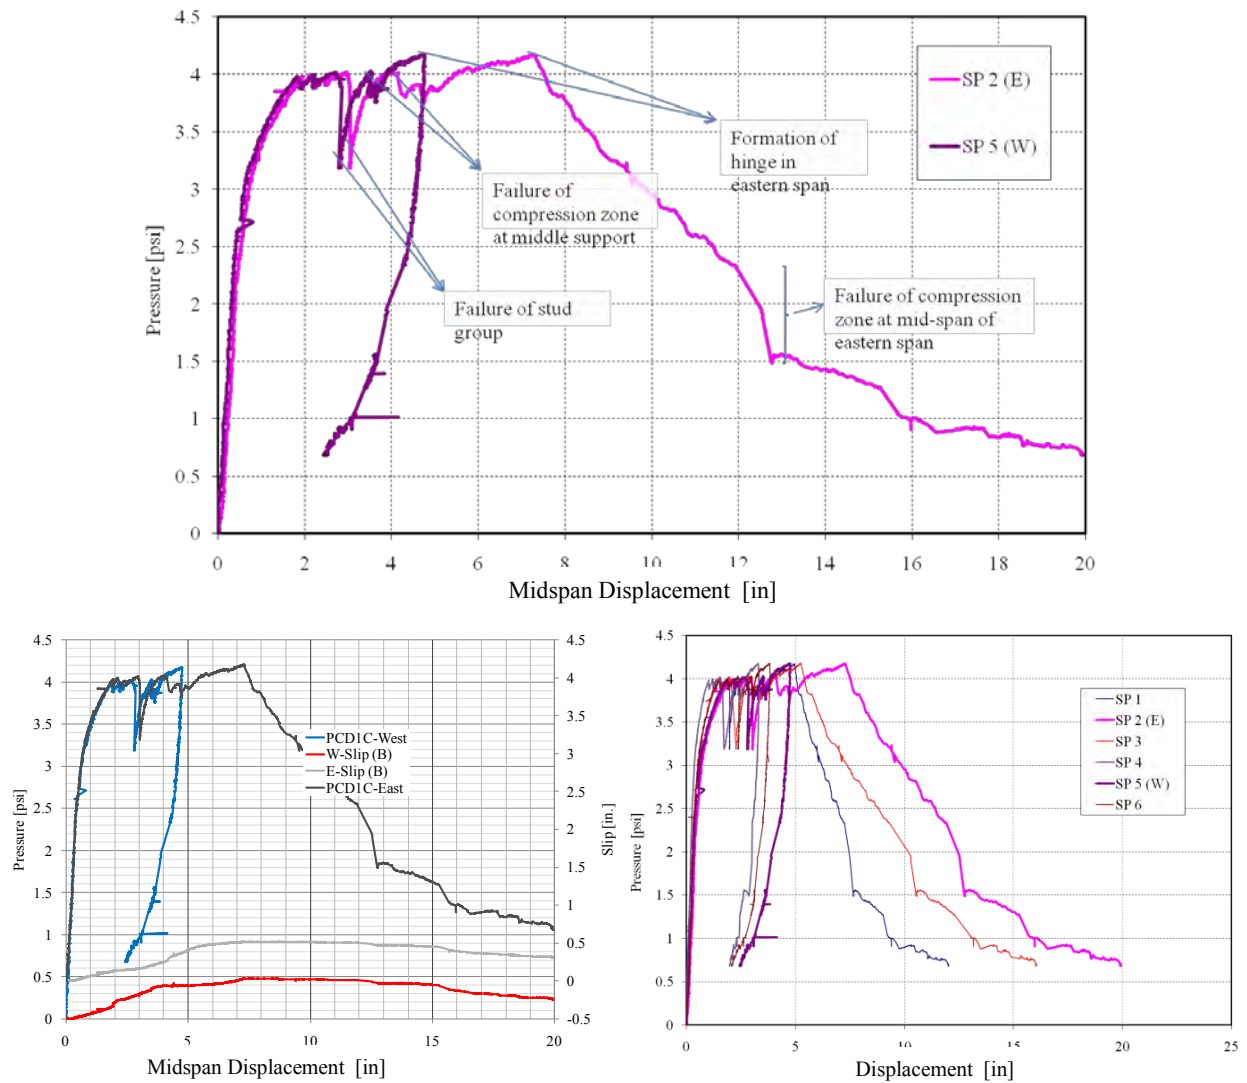 4.5
4
3.5
3
2.5
2
1.5
1
0.5
0
Pressure [psi]
0
2
4
6
8
10
12
14
16
18
20
Midspan Displacement [in]
SP 2 (E)
SP 5 (W)
Formation of
hinge in
eastern span
Failure of
compression zone
at middle support
Failure of stud
group
Failure of compression
zone at mid-span of
eastern span
4.5
4
3.5
3
2.5
2
1.5
1
0.5
0
Pressure [psi]
4.5
4
3.5
3
2.5
2
1.5
1
0.5
0
-0.5
Slip [in.]
PCD1C-West
W-Slip (B)
E-Slip (B)
PCD1C-East
0
5
10
15
20
Midspan Displacement [in]
4.5
4
3.5
3
2.5
2
1.5
1
0.5
0
Pressure [psi]
SP 1
SP 2 (E)
SP 3
SP 4
SP 5 (W)
SP 6
0
5
10
15
20
25
Displacement [in]